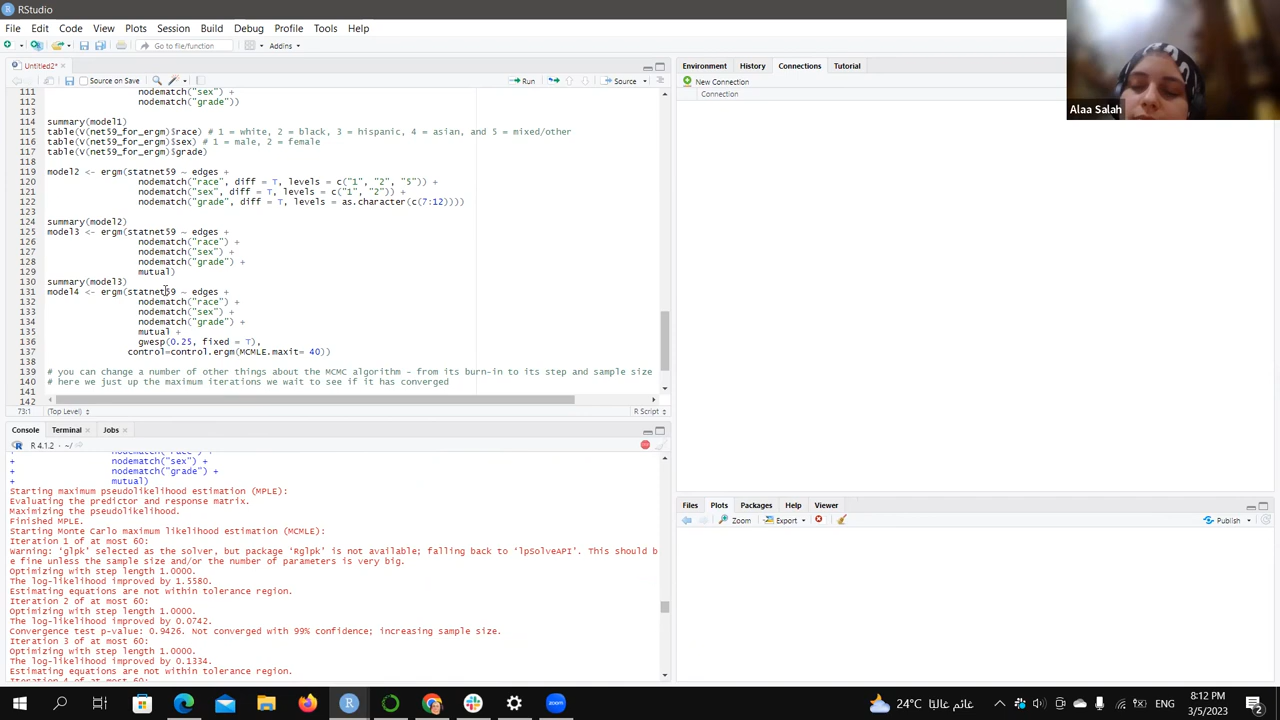 RStudio
File Edit Code View Plots Session Build Debug Profile Tools Help
Go to file/function Addins
Untitled2*
Source on Save Run Source
111 nodematch("sex") +
112 nodematch("grade"))
113
114 summary(model1)
115 table(V(net59_for_ergm)$race) # 1 = white, 2 = black, 3 = hispanic, 4 = asian, and 5 = mixed/other
116 table(V(net59_for_ergm)$sex) # 1 = male, 2 = female
117 table(V(net59_for_ergm)$grade)
118
119 model2 <- ergm(statnet59 ~ edges +
120 nodematch("race", diff = T, levels = c("1", "2", "5")) +
121 nodematch("sex", diff = T, levels = c("1", "2")) +
122 nodematch("grade", diff = T, levels = as.character(c(7:12))))
123
124 summary(model2)
125 model3 <- ergm(statnet59 ~ edges +
126 nodematch("race") +
127 nodematch("sex") +
128 nodematch("grade") +
129 mutual)
130 summary(model3)
131 model4 <- ergm(statnet59 ~ edges +
132 nodematch("race") +
133 nodematch("sex") +
134 nodematch("grade") +
135 mutual +
136 gwesp(0.25, fixed = T),
137 control=control.ergm(MCMLE.maxit= 40))
138
139 # you can change a number of other things about the MCMC algorithm - from its burn-in to its step and sample size
140 # here we just up the maximum iterations we wait to see if it has converged
141
142
73:1 (Top Level) R Script
Console Terminal Jobs
R 4.1.2 · ~/
+ nodematch("race") +
+ nodematch("sex") +
+ nodematch("grade") +
+ mutual)
Starting maximum pseudolikelihood estimation (MPLE):
Evaluating the predictor and response matrix.
Maximizing the pseudolikelihood.
Finished MPLE.
Starting Monte Carlo maximum likelihood estimation (MCMLE):
Iteration 1 of at most 60:
Warning: ‘glpk’ selected as the solver, but package ‘Rglpk’ is not available; falling back to ‘lpSolveAPI’. This should b
e fine unless the sample size and/or the number of parameters is very big.
Optimizing with step length 1.0000.
The log-likelihood improved by 1.5580.
Estimating equations are not within tolerance region.
Iteration 2 of at most 60:
Optimizing with step length 1.0000.
The log-likelihood improved by 0.0742.
Convergence test p-value: 0.9426. Not converged with 99% confidence; increasing sample size.
Iteration 3 of at most 60:
Optimizing with step length 1.0000.
The log-likelihood improved by 0.1334.
Estimating equations are not within tolerance region.
Iteration 4 of at most 60:
Environment History Connections Tutorial
New Connection
Connection
Files Plots Packages Help Viewer
Zoom Export Publish
Alaa Salah
24°C غائم غالبًا ENG 8:12 PM
3/5/2023 2